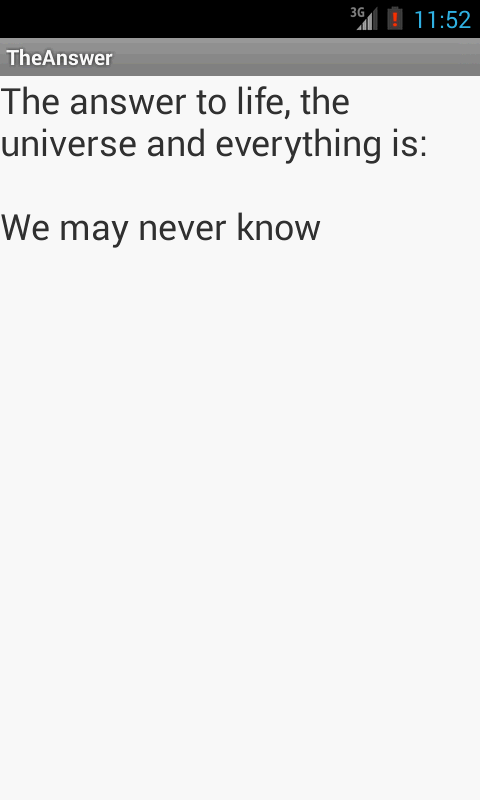 3G
11:52
TheAnswer
The answer to life, the
universe and everything is:
We may never know